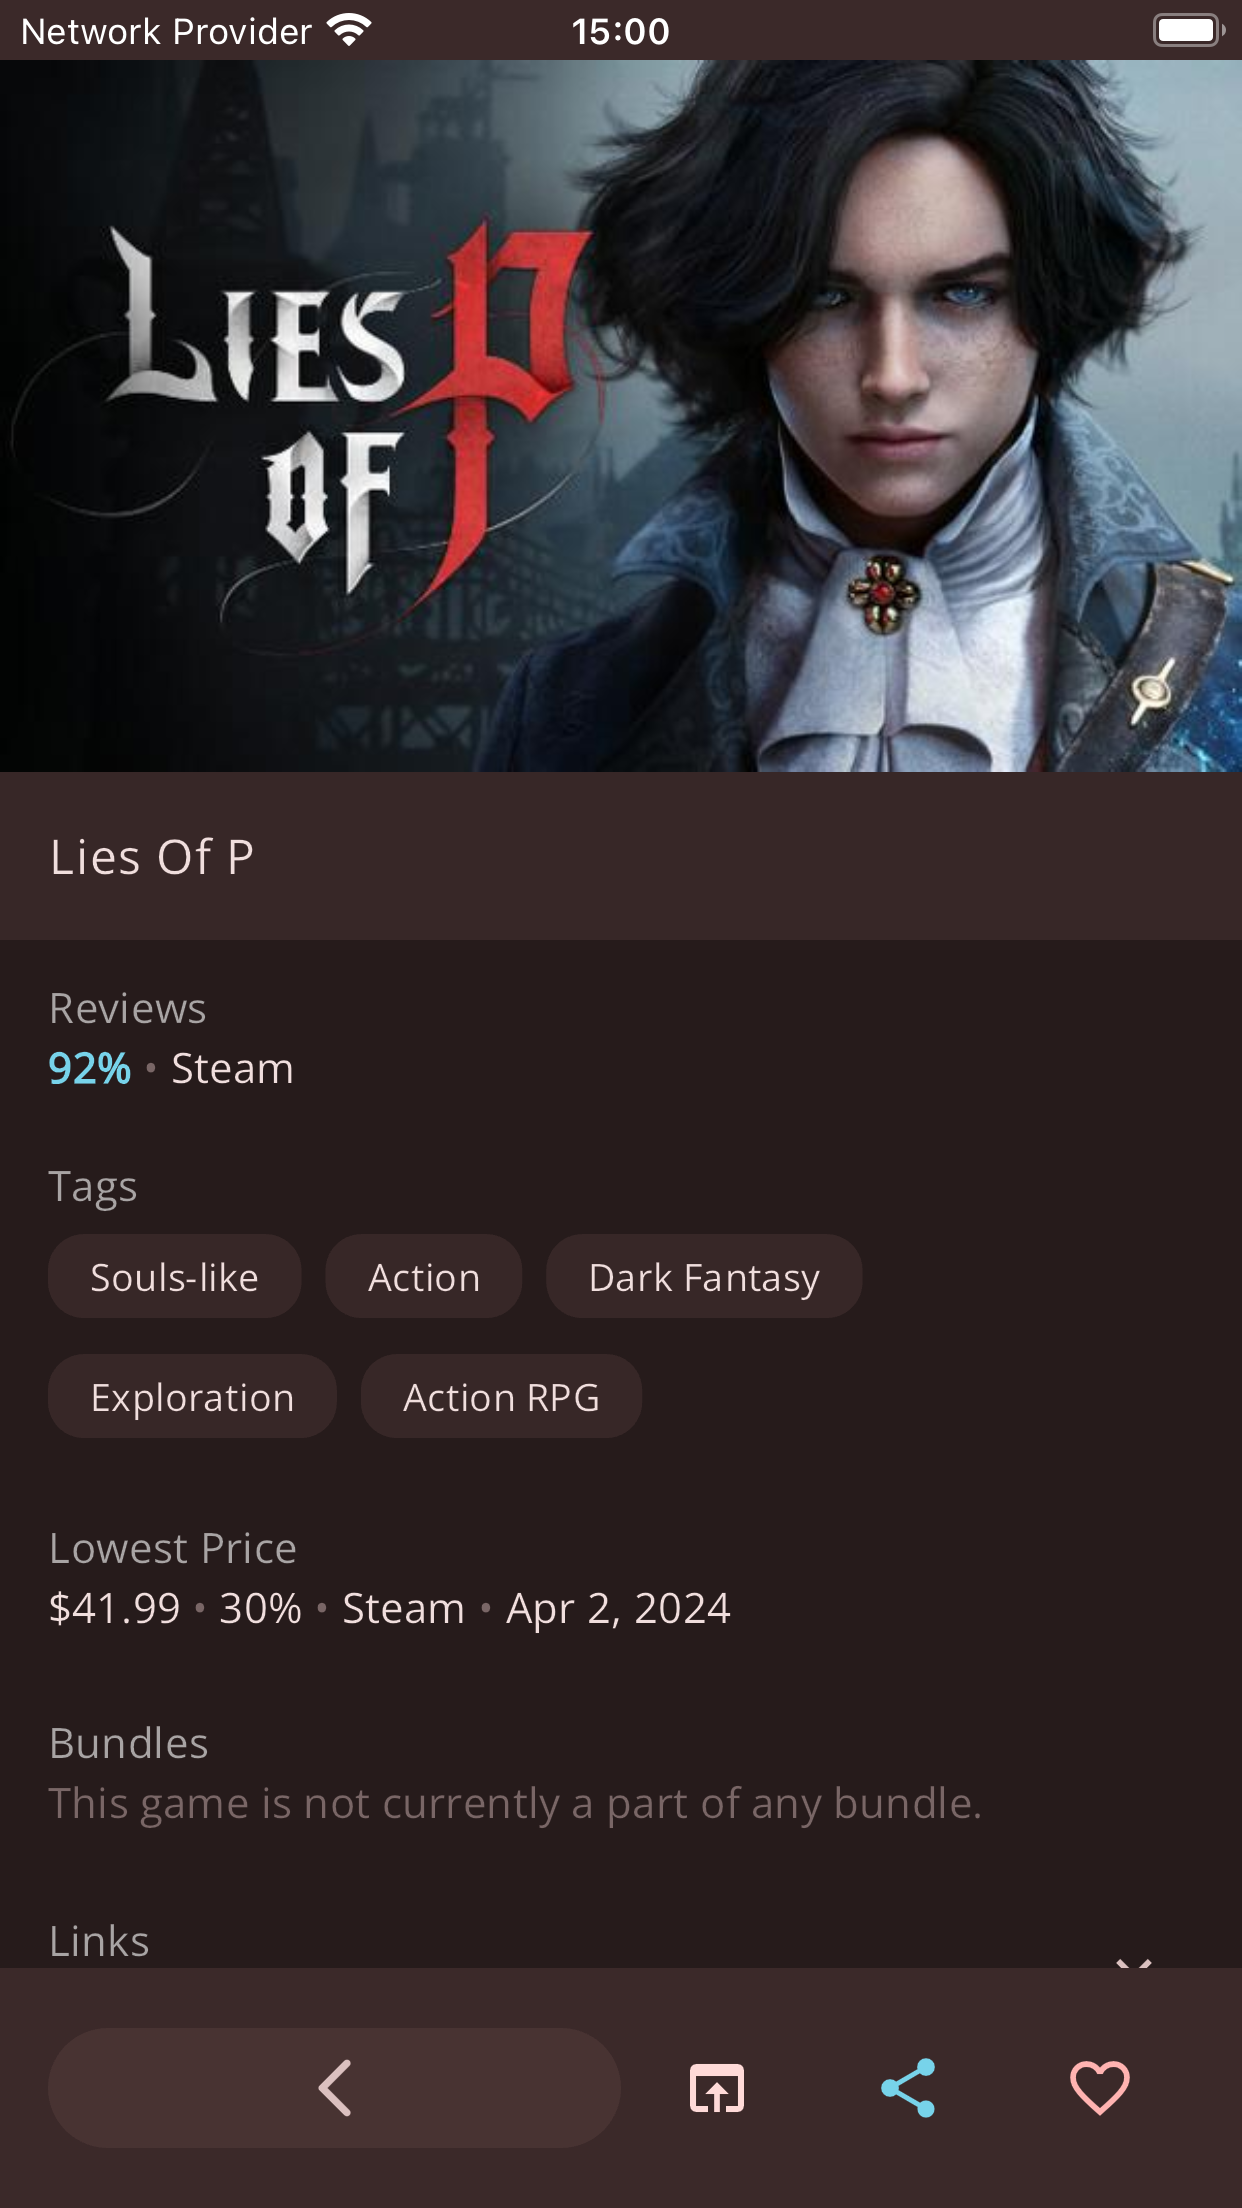 Network Provider 15:00
LIES OF P
Lies Of P
Reviews
92% • Steam
Tags
Souls-like Action Dark Fantasy
Exploration Action RPG
Lowest Price
$41.99 • 30% • Steam • Apr 2, 2024
Bundles
This game is not currently a part of any bundle.
Links